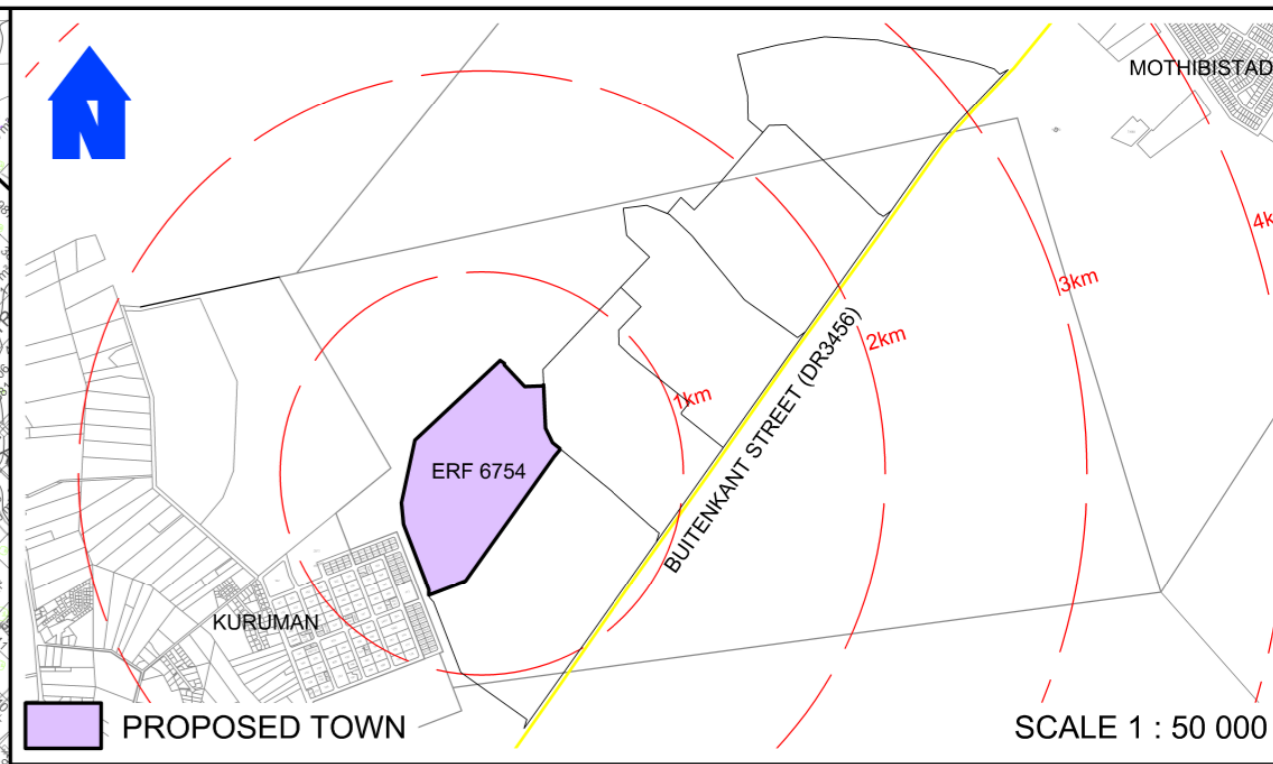 N
MOTHIBISTAD
3km
2km
1km
BUITENKANT STREET (DR3456)
ERF 6754
KURUMAN
PROPOSED TOWN
SCALE 1 : 50 000